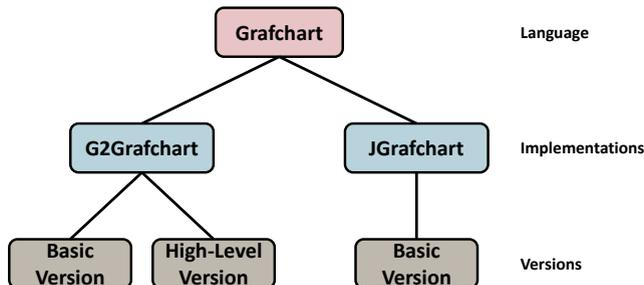 Grafchart
Language
G2Grafchart
JGrafchart
Implementations
Basic
Version
High-Level
Version
Basic
Version
Versions